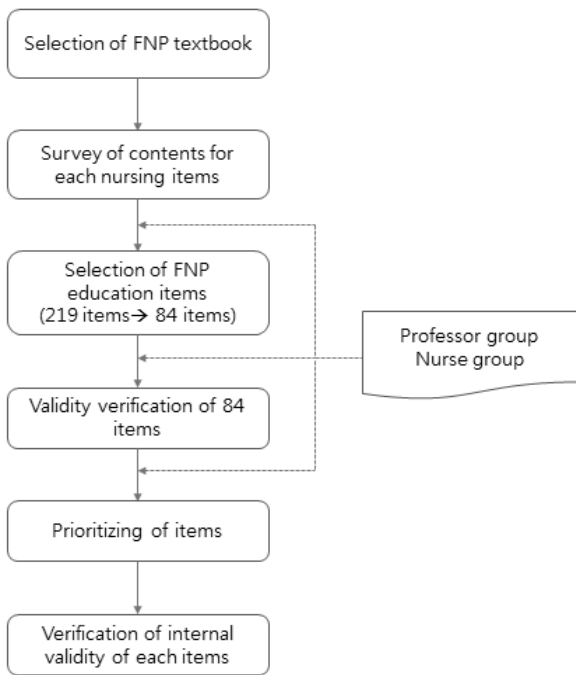 Selection of FNP textbook
Survey of contents for
each nursing items
Selection of FNP
education items
(219 items→ 84 items)
Professor group
Nurse group
Validity verification of 84
items
Prioritizing of items
Verification of internal
validity of each items